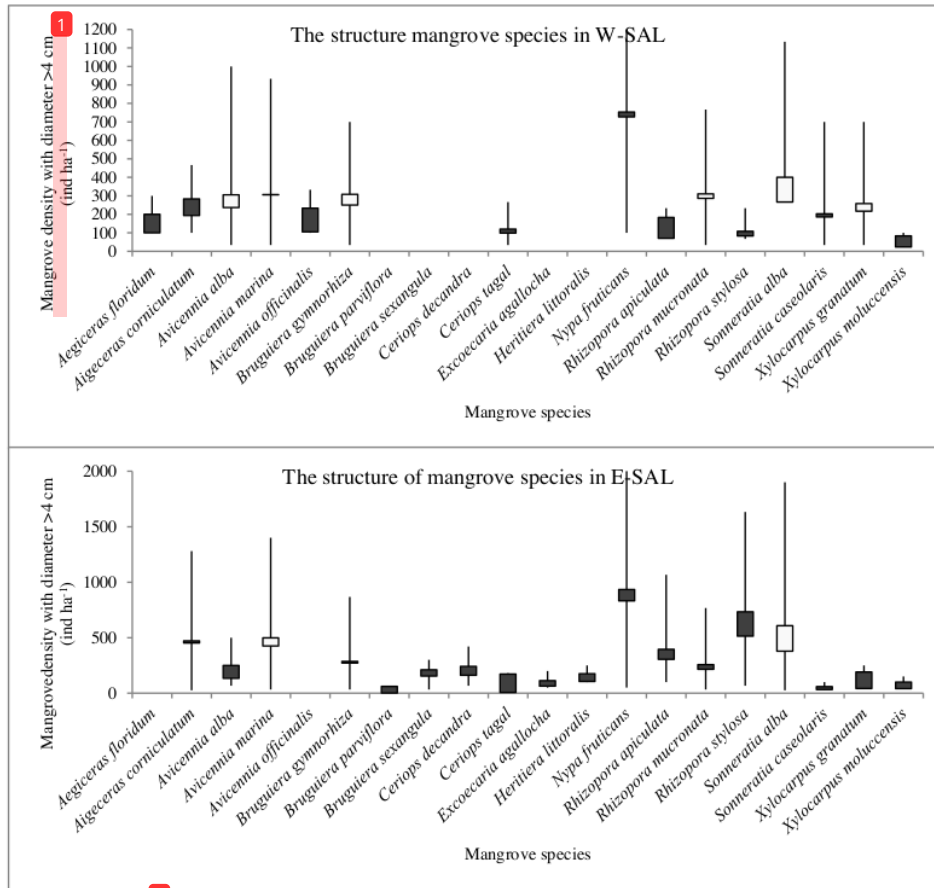 1
The structure mangrove species in W-SAL
Mangrove density with diameter >4 cm
(ind ha⁻¹)
1200
1100
1000
900
800
700
600
500
400
300
200
100
0
Aegiceras floridum
Aigeceras corniculatum
Avicennia alba
Avicennia marina
Avicennia officinalis
Bruguiera gymnorhiza
Bruguiera parviflora
Bruguiera sexangula
Ceriops decandra
Ceriops tagal
Excoecaria agallocha
Heritiera littoralis
Nypa fruticans
Rhizopora apiculata
Rhizopora mucronata
Rhizopora stylosa
Sonneratia alba
Sonneratia caseolaris
Xylocarpus granatum
Xylocarpus moluccensis
Mangrove species
The structure of mangrove species in E-SAL
Mangrovedensity with diameter >4 cm
(ind ha⁻¹)
2000
1500
1000
500
0
Aegiceras floridum
Aigeceras corniculatum
Avicennia alba
Avicennia marina
Avicennia officinalis
Bruguiera gymnorhiza
Bruguiera parviflora
Bruguiera sexangula
Ceriops decandra
Ceriops tagal
Excoecaria agallocha
Heritiera littoralis
Nypa fruticans
Rhizopora apiculata
Rhizopora mucronata
Rhizopora stylosa
Sonneratia alba
Sonneratia caseolaris
Xylocarpus granatum
Xylocarpus moluccensis
Mangrove species